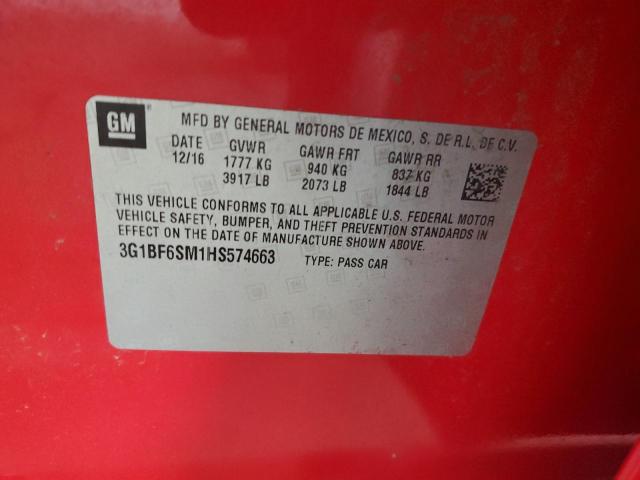 GM
MFD BY GENERAL MOTORS DE MEXICO, S. DE R.L. DE C.V.
DATE GVWR GAWR FRT GAWR RR
12/16 1777 KG 940 KG 837 KG
3917 LB 2073 LB 1844 LB
THIS VEHICLE CONFORMS TO ALL APPLICABLE U.S. FEDERAL MOTOR
VEHICLE SAFETY, BUMPER, AND THEFT PREVENTION STANDARDS IN
EFFECT ON THE DATE OF MANUFACTURE SHOWN ABOVE.
3G1BF6SM1HS574663 TYPE: PASS CAR